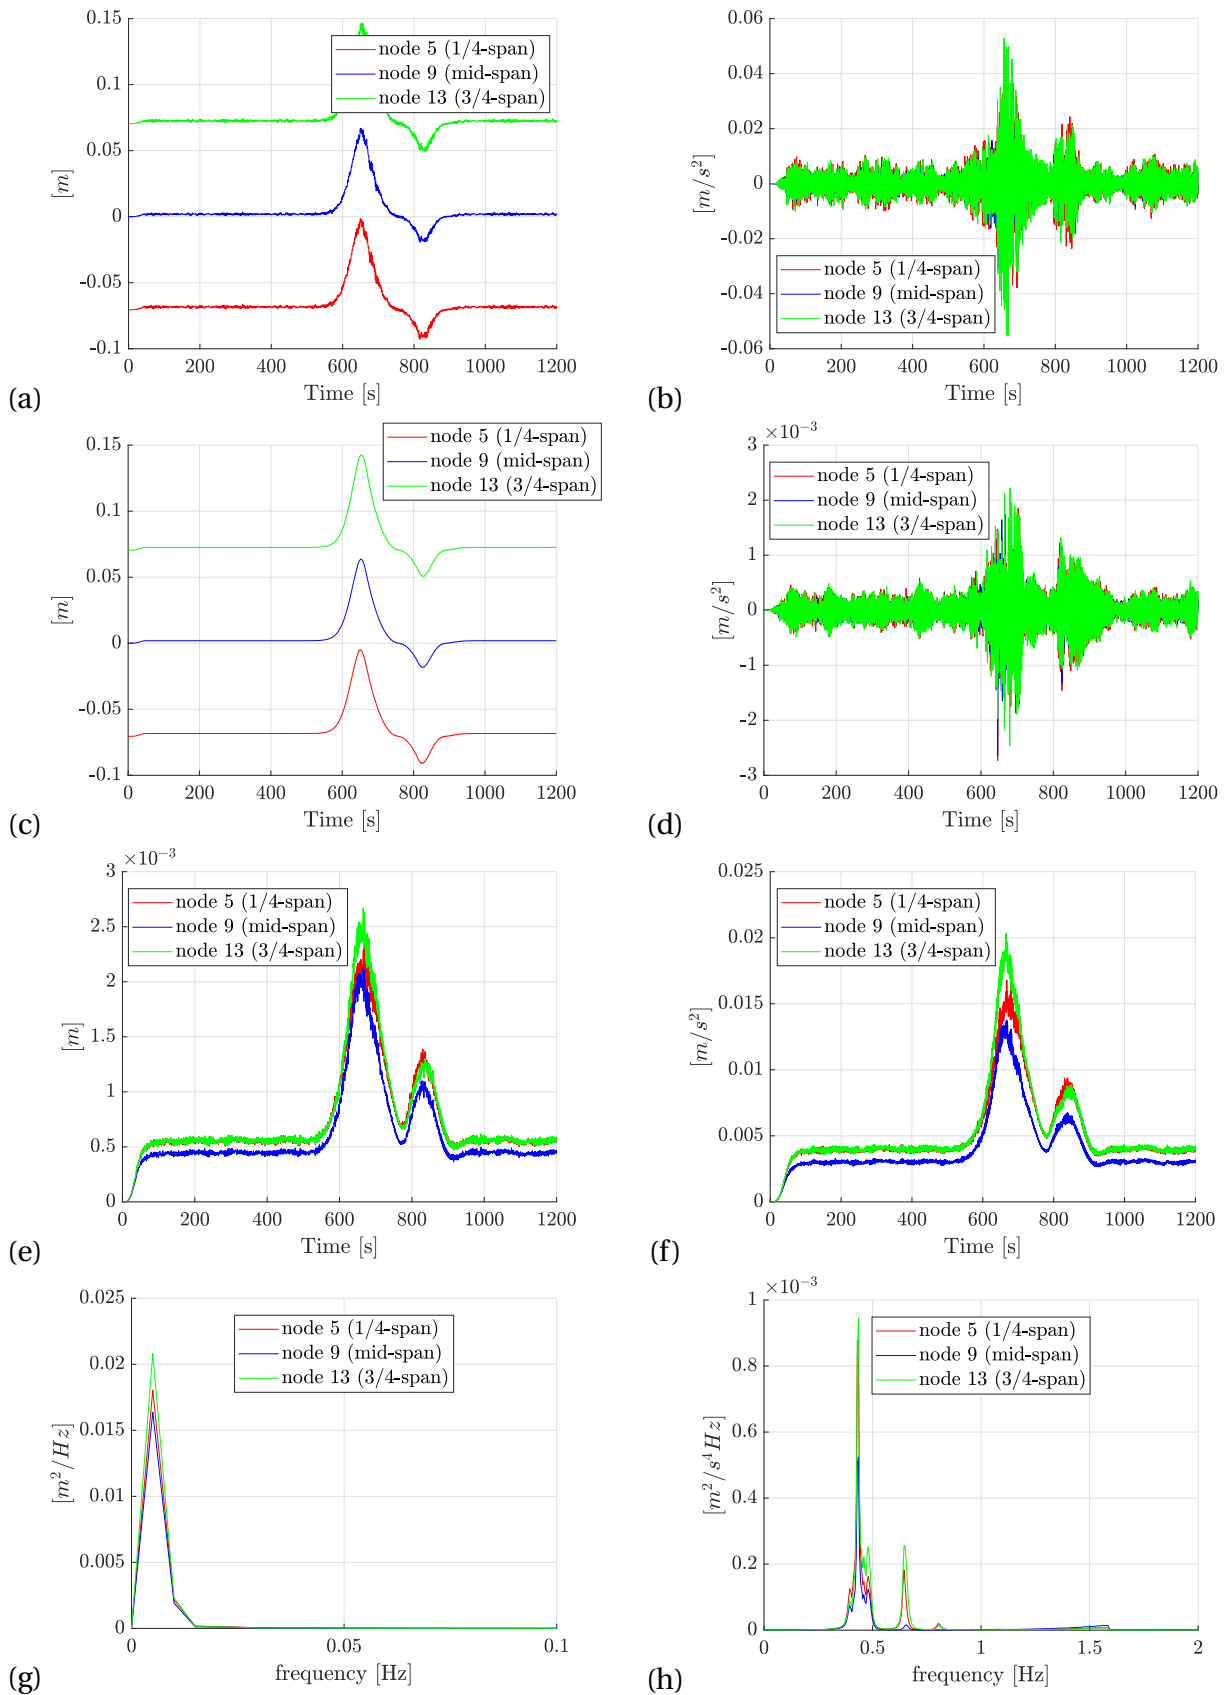 0.15
0.1
0.05
0
-0.05
-0.1
[m]
node 5 (1/4-span)
node 9 (mid-span)
node 13 (3/4-span)
0 200 400 600 800 1000 1200
Time [s]
(a)
0.06
0.04
0.02
0
-0.02
-0.04
-0.06
[m/s²]
node 5 (1/4-span)
node 9 (mid-span)
node 13 (3/4-span)
0 200 400 600 800 1000 1200
Time [s]
(b)
0.15
0.1
0.05
0
-0.05
-0.1
[m]
node 5 (1/4-span)
node 9 (mid-span)
node 13 (3/4-span)
0 200 400 600 800 1000 1200
Time [s]
(c)
×10⁻³
3
2
1
0
-1
-2
-3
[m/s²]
node 5 (1/4-span)
node 9 (mid-span)
node 13 (3/4-span)
0 200 400 600 800 1000 1200
Time [s]
(d)
×10⁻³
3
2.5
2
1.5
1
0.5
0
[m]
node 5 (1/4-span)
node 9 (mid-span)
node 13 (3/4-span)
0 200 400 600 800 1000 1200
Time [s]
(e)
0.025
0.02
0.015
0.01
0.005
0
[m/s²]
node 5 (1/4-span)
node 9 (mid-span)
node 13 (3/4-span)
0 200 400 600 800 1000 1200
Time [s]
(f)
0.025
0.02
0.015
0.01
0.005
0
[m²/Hz]
node 5 (1/4-span)
node 9 (mid-span)
node 13 (3/4-span)
0 0.05 0.1
frequency [Hz]
(g)
×10⁻³
1
0.8
0.6
0.4
0.2
0
[m²/s⁴Hz]
node 5 (1/4-span)
node 9 (mid-span)
node 13 (3/4-span)
0 0.5 1 1.5 2
frequency [Hz]
(h)